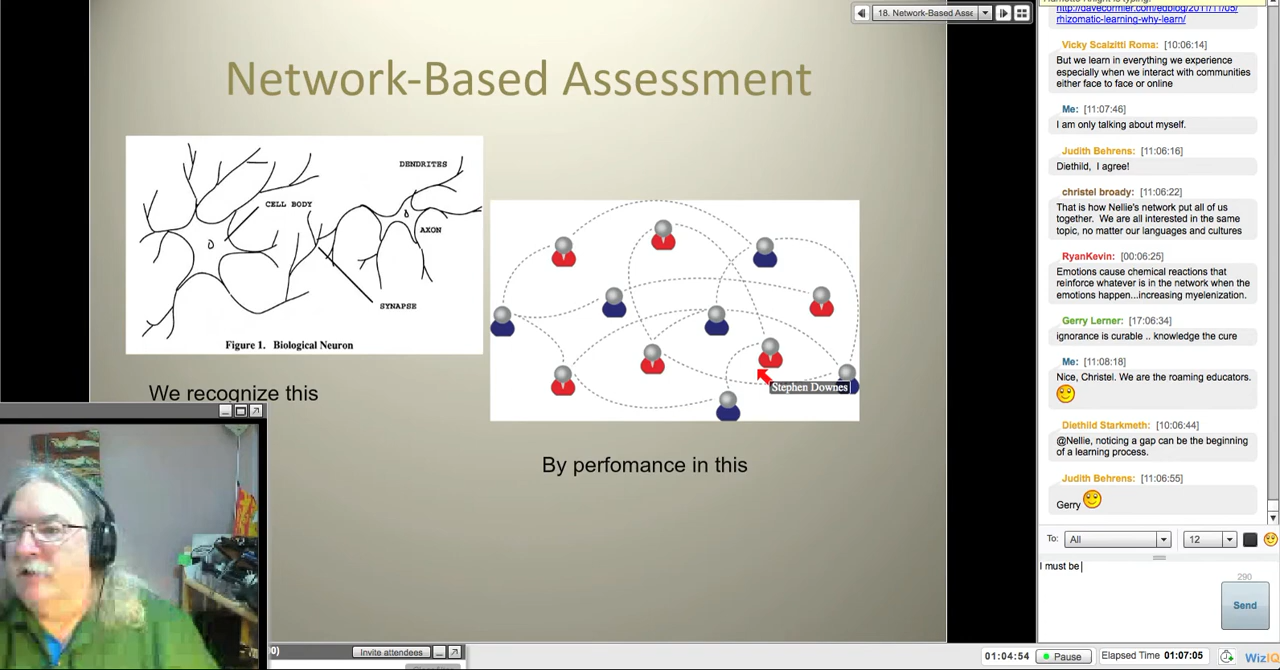 18. Network-Based Asse
Network-Based Assessment
DENDRITES
CELL BODY
AXON
SYNAPSE
Figure 1. Biological Neuron
We recognize this
Stephen Downes
By perfomance in this
Invite attendees
is typing.
http://davecormier.com/edblog/2011/11/05/
rhizomatic-learning-why-learn/
Vicky Scalzitti Roma: [10:06:14]
But we learn in everything we experience
especially when we interact with communities
either face to face or online
Me: [11:07:46]
I am only talking about myself.
Judith Behrens: [11:06:16]
Diethild, I agree!
christel broady: [11:06:22]
That is how Nellie's network put all of us
together. We are all interested in the same
topic, no matter our languages and cultures
RyanKevin: [00:06:25]
Emotions cause chemical reactions that
reinforce whatever is in the network when the
emotions happen...increasing myelenization.
Gerry Lerner: [17:06:34]
ignorance is curable .. knowledge the cure
Me: [11:08:18]
Nice, Christel. We are the roaming educators.
Diethild Starkmeth: [10:06:44]
@Nellie, noticing a gap can be the beginning
of a learning process.
Judith Behrens: [11:06:55]
Gerry
To: All 12
I must be
290
Send
01:04:54 Pause Elapsed Time 01:07:05 WizIQ